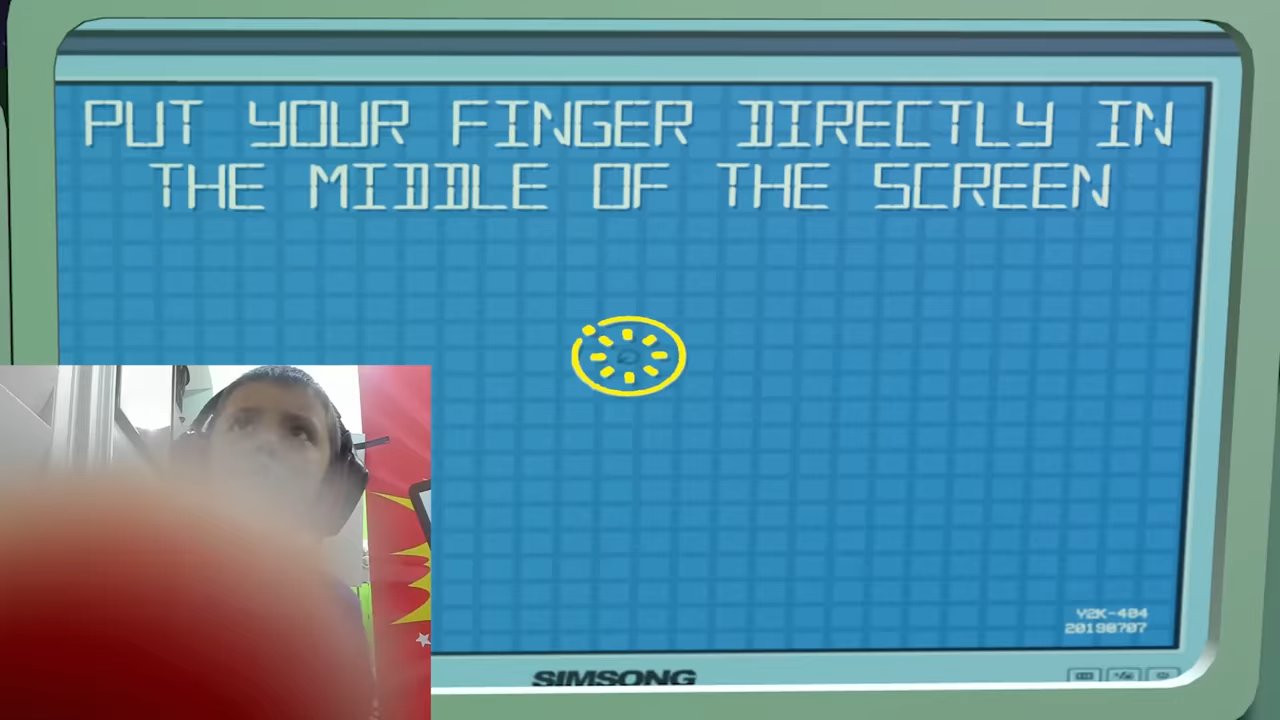 PUT YOUR FINGER DIRECTLY IN
THE MIDDLE OF THE SCREEN
Y2K-404
20190707
SIMSONG